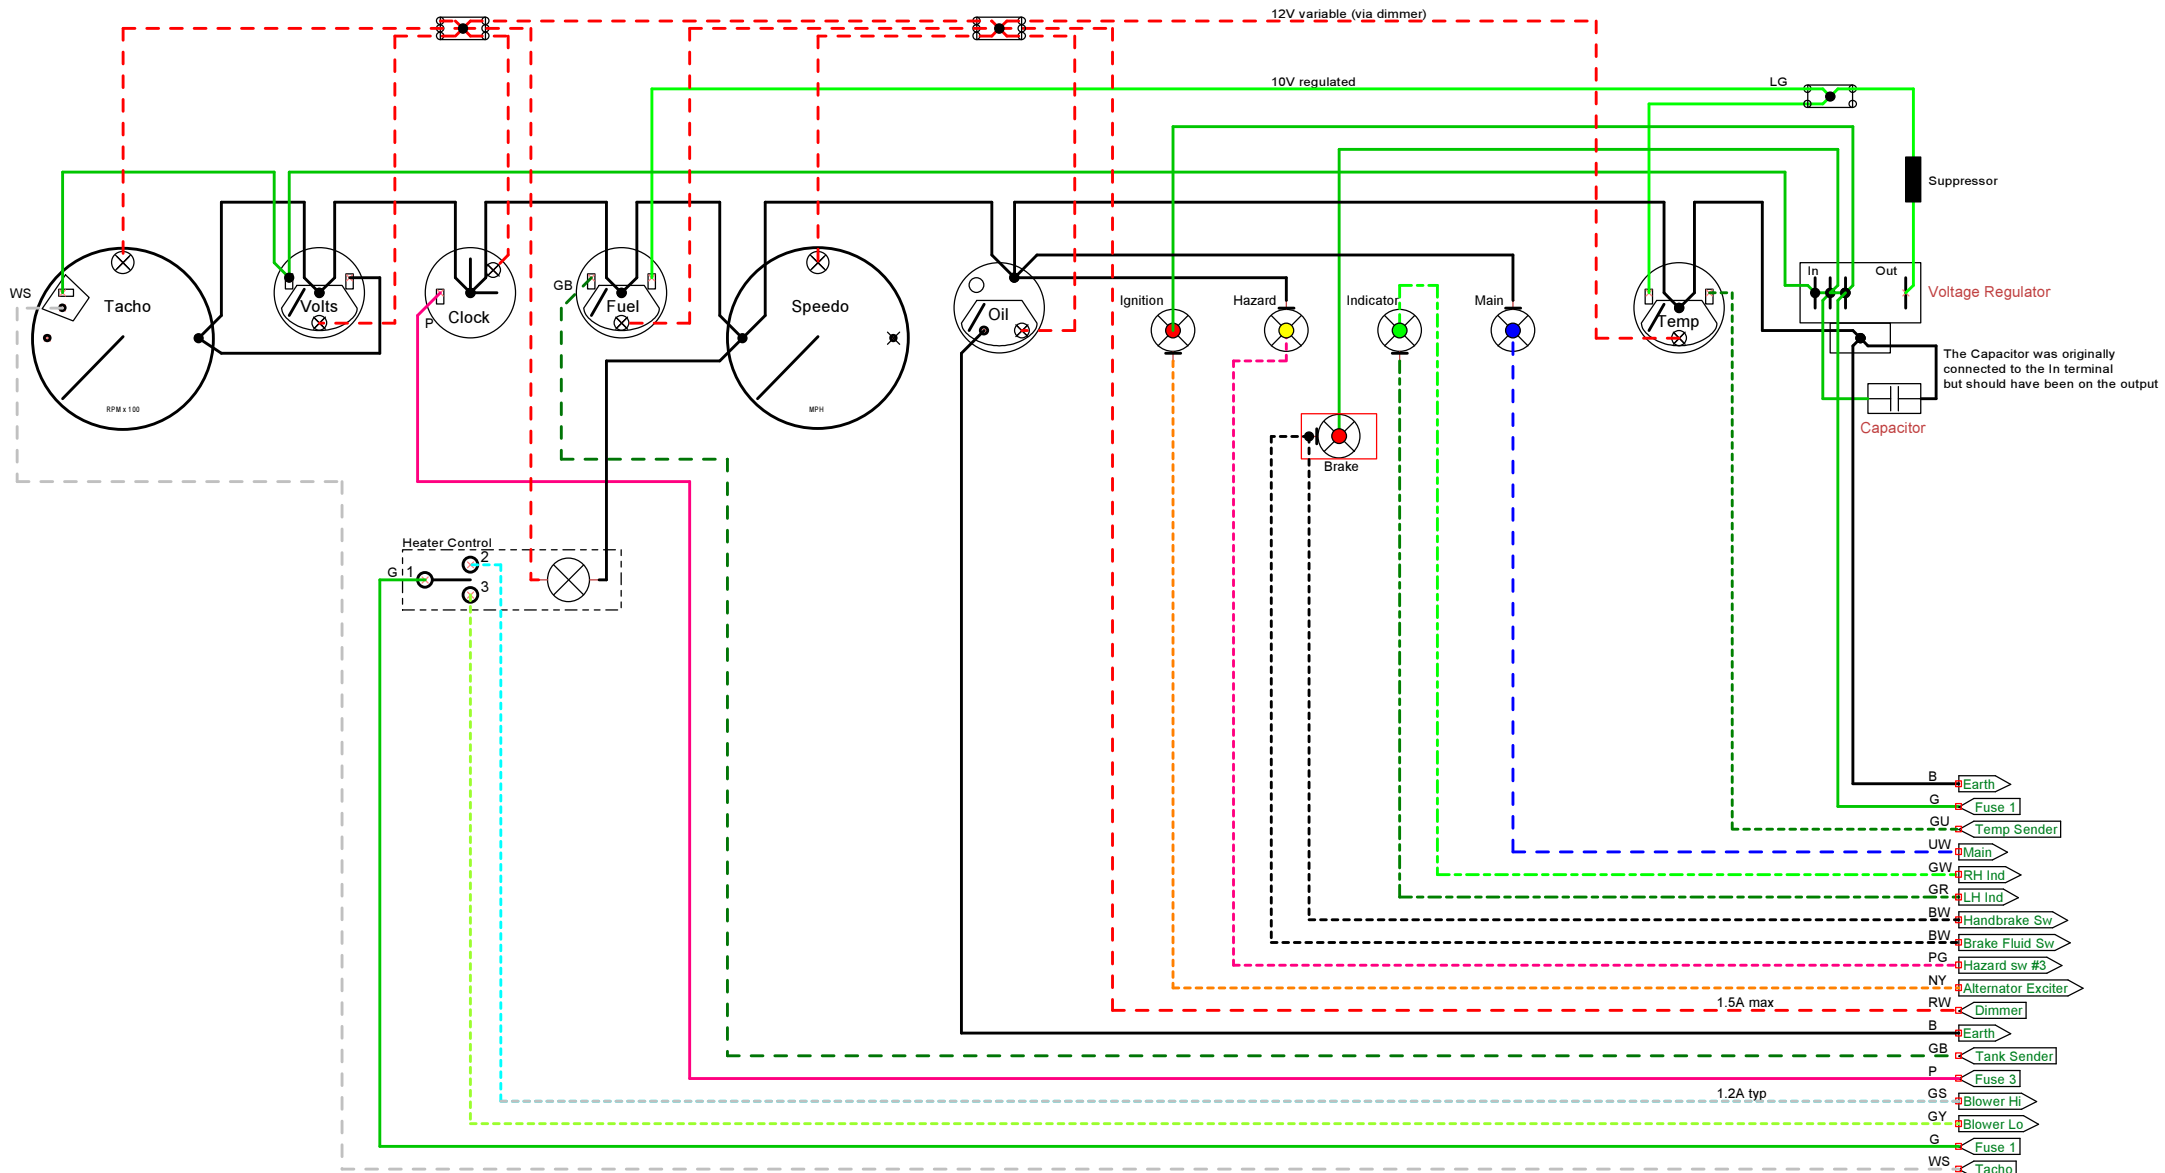 12V variable (via dimmer)
10V regulated
LG
Suppressor
WS
Tacho
RPM x 100
Volts
Clock
P
GB
Fuel
Speedo
MPH
Oil
Ignition
Hazard
Indicator
Main
Brake
Temp
In
Out
Voltage Regulator
The Capacitor was originally
connected to the In terminal
but should have been on the output
Capacitor
Heater Control
G
1
2
3
B
Earth
G
Fuse 1
GU
Temp Sender
UW
Main
GW
RH Ind
GR
LH Ind
BW
Handbrake Sw
BW
Brake Fluid Sw
PG
Hazard sw #3
NY
Alternator Exciter
1.5A max
RW
Dimmer
B
Earth
GB
Tank Sender
P
Fuse 3
1.2A typ
GS
Blower Hi
GY
Blower Lo
G
Fuse 1
WS
Tacho